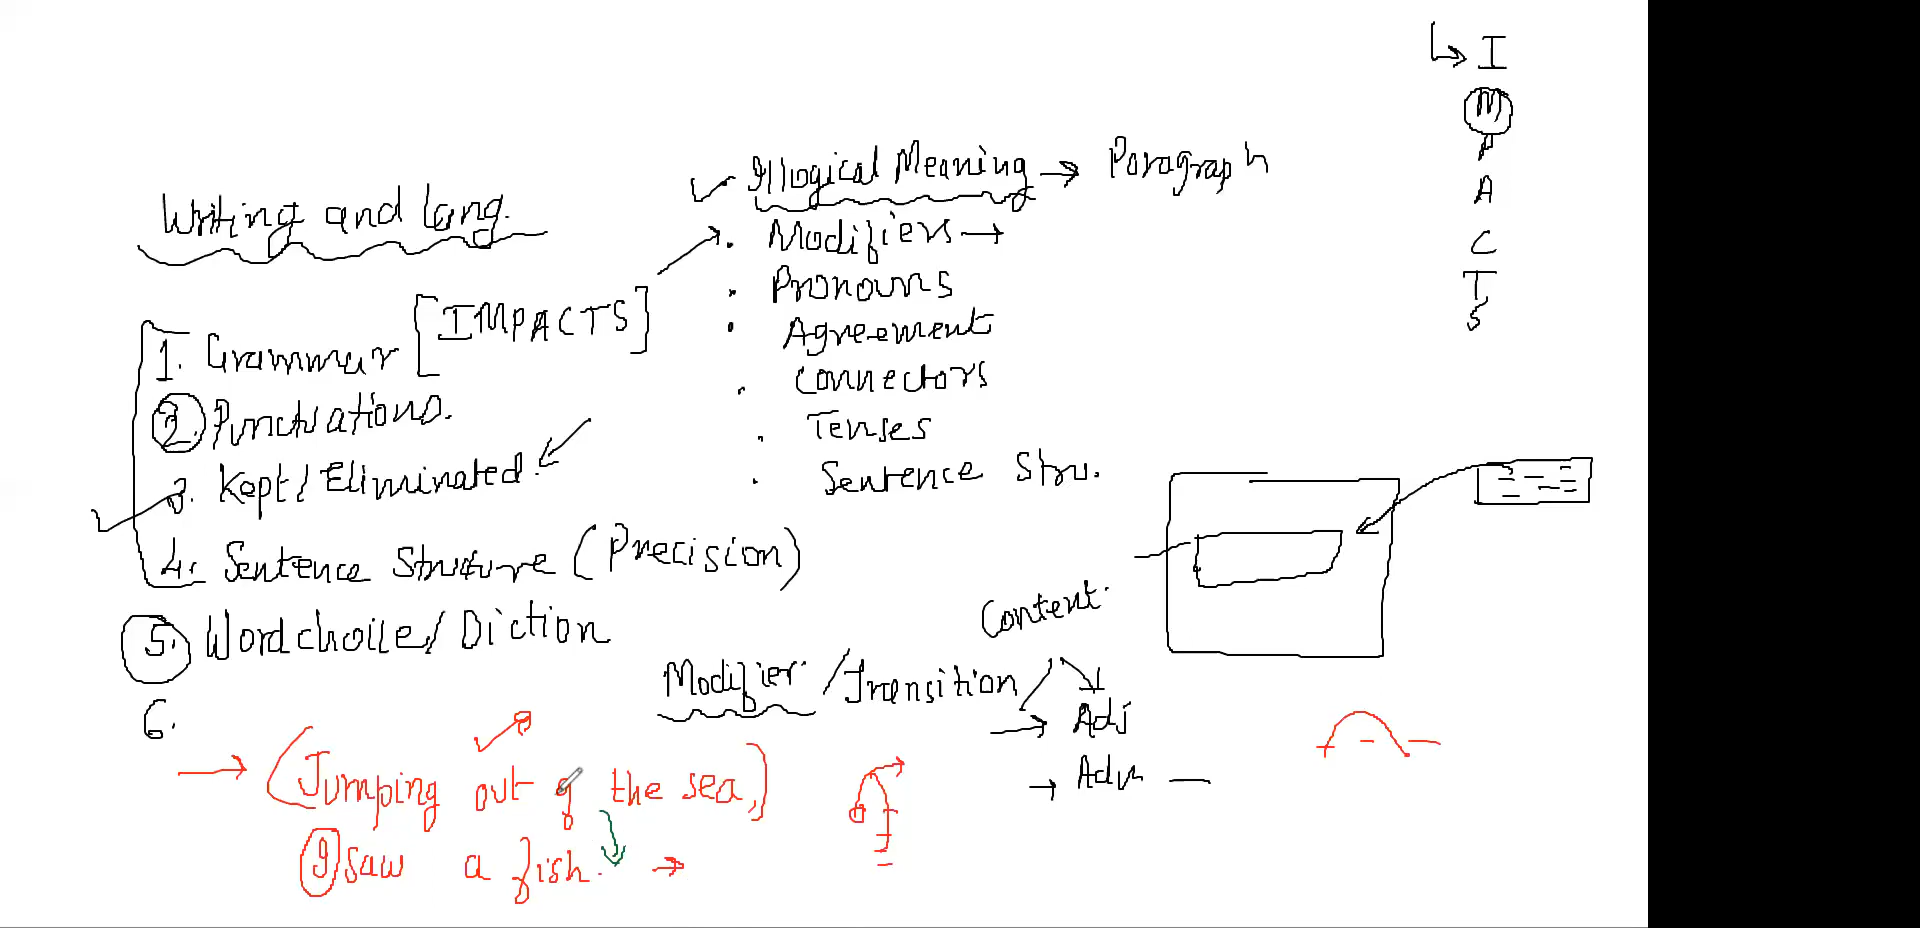 Writing and Lang.
1. Grammar [IMPACTS]
2. Punctuations.
3. Kept/Eliminated.
4. Sentence Structure (Precision)
5. Word choice/Diction
6.
Illogical Meaning → Paragraph
. Modifiers →
. Pronouns
. Agreement
. Connectors
. Tenses
. Sentence Stru.
I
M
P
A
C
T
S
Content.
Modifier/Transition/
→ Adj
→ Adv —
→ (Jumping out of the sea,)
I saw a fish. →